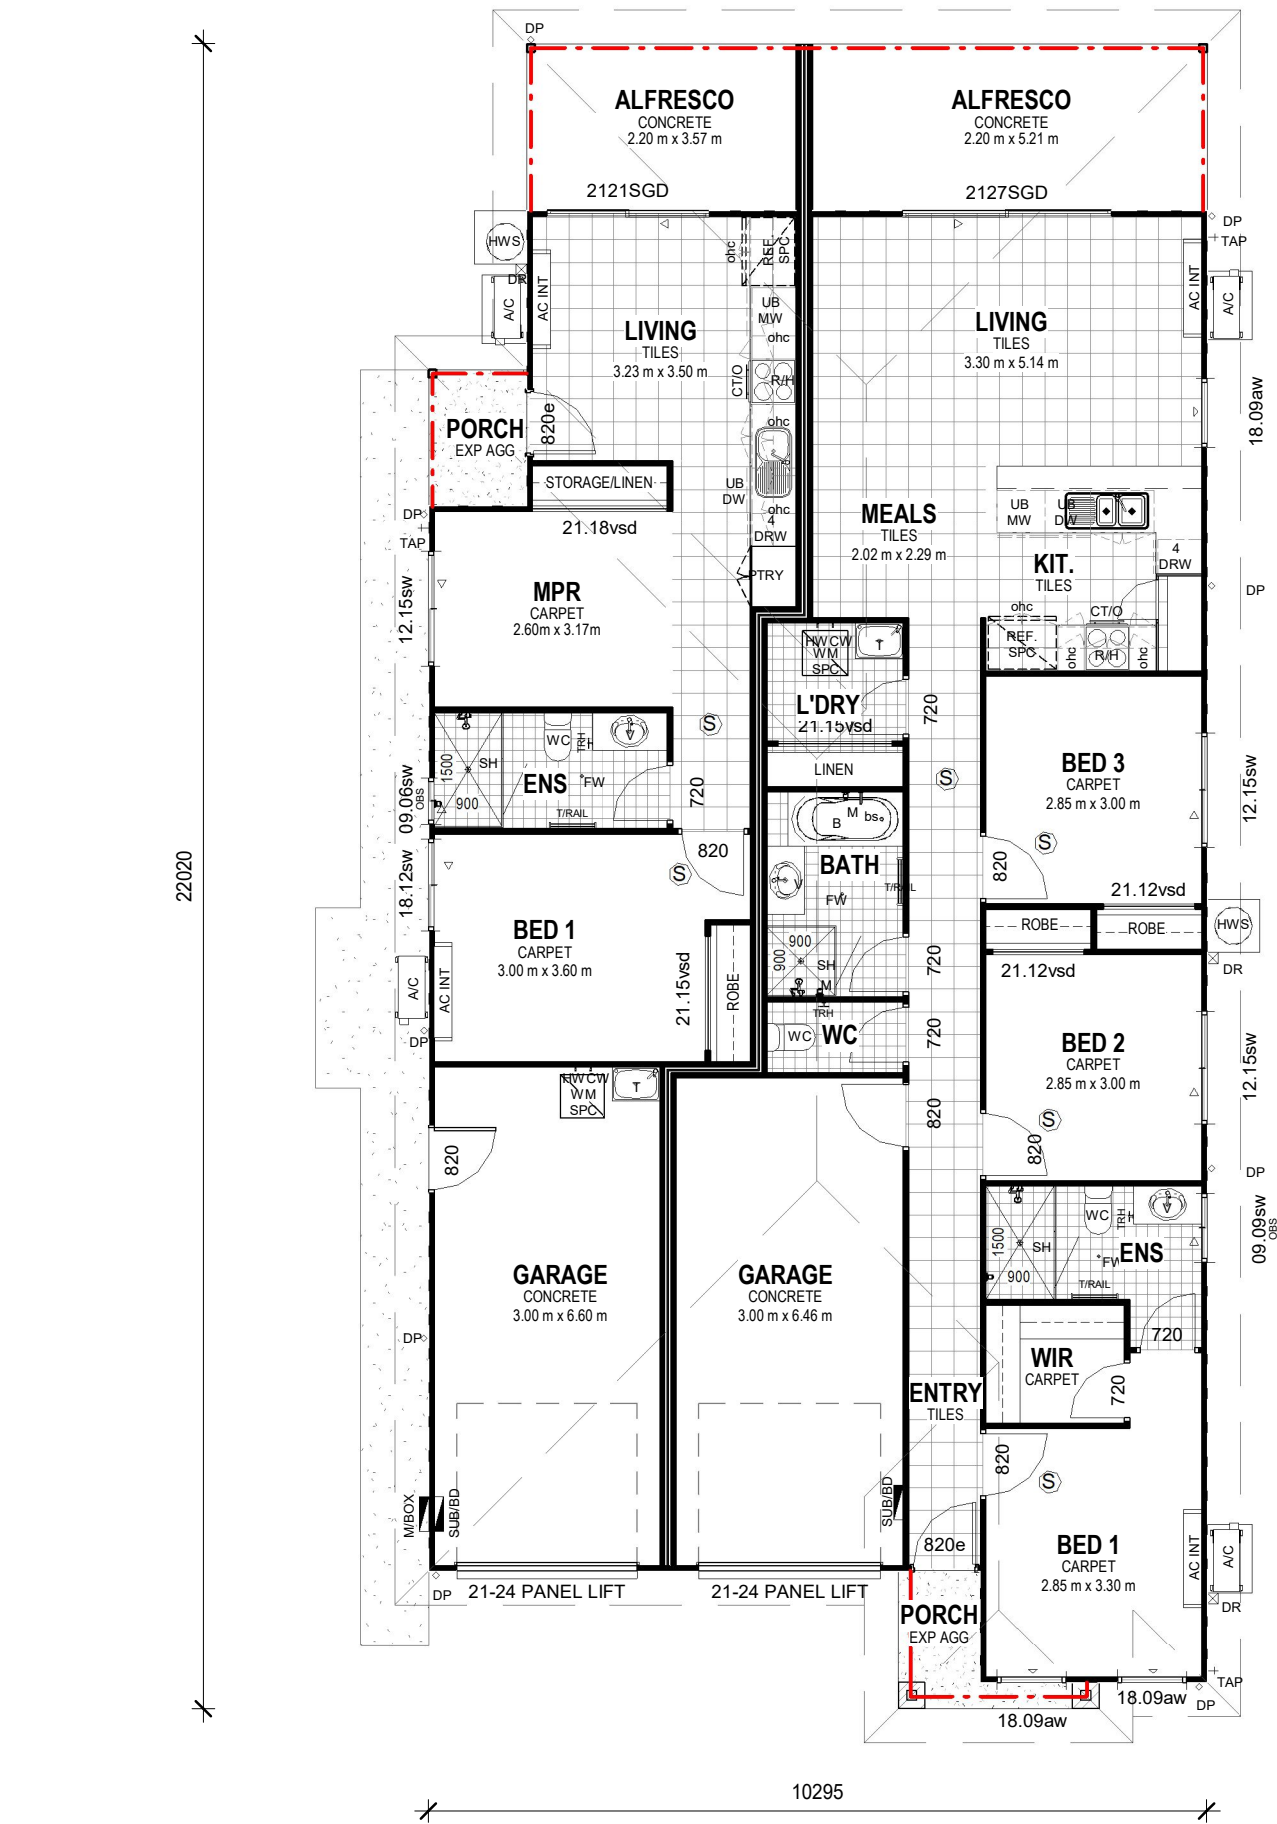 DP
ALFRESCO
CONCRETE
2.20 m x 3.57 m
ALFRESCO
CONCRETE
2.20 m x 5.21 m
2121SGD
2127SGD
DP
TAP
HWS
DR
A/C
AC INT
ohc
REF.
SPC
UB
MW
ohc
LIVING
TILES
3.23 m x 3.50 m
CT/O
R/H
ohc
LIVING
TILES
3.30 m x 5.14 m
AC INT
A/C
18.09aw
PORCH
EXP AGG
820e
STORAGE/LINEN
21.18vsd
UB
DW
ohc
4
DRW
PTRY
DP
TAP
12.15sw
MPR
CARPET
2.60m x 3.17m
MEALS
TILES
2.02 m x 2.29 m
UB
MW
UB
DW
KIT.
TILES
4
DRW
DP
ohc
REF.
SPC
CT/O
ohc
R/H
ohc
HWCW
WM
SPC
T
L'DRY
21.15vsd
720
LINEN
S
S
1500
900
SH
WC
TRH
ENS
FW
T/RAIL
720
09.06sw
OBS
BED 3
CARPET
2.85 m x 3.00 m
12.15sw
S
820
21.12vsd
B
M
bs
BATH
V
FW
T/RAIL
18.12sw
820
S
BED 1
CARPET
3.00 m x 3.60 m
21.15vsd
ROBE
A/C
AC INT
DP
900
900
SH
M
720
ROBE
ROBE
HWS
DR
21.12vsd
22020
TRH
WC
WC
720
BED 2
CARPET
2.85 m x 3.00 m
12.15sw
S
820
820
HWCW
WM
SPC
T
820
DP
09.09sw
OBS
1500
900
SH
WC
TRH
ENS
FW
T/RAIL
720
GARAGE
CONCRETE
3.00 m x 6.60 m
GARAGE
CONCRETE
3.00 m x 6.46 m
DP
WIR
CARPET
720
ENTRY
TILES
820
S
M/BOX
SUB/BD
SUB/BD
820e
BED 1
CARPET
2.85 m x 3.30 m
AC INT
A/C
DR
DP
21-24 PANEL LIFT
21-24 PANEL LIFT
PORCH
EXP AGG
TAP
DP
18.09aw
18.09aw
10295